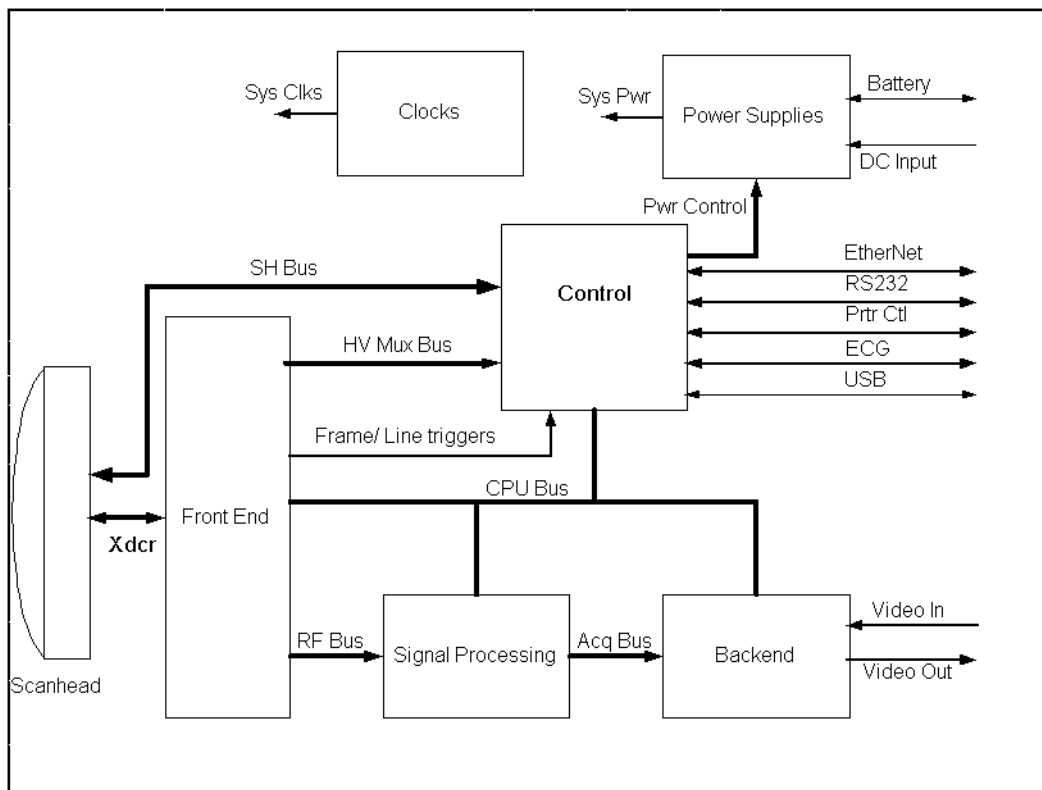 Sys Clks
Clocks
Sys Pwr
Power Supplies
Battery
DC Input
Pwr Control
SH Bus
Control
EtherNet
RS232
Prtr Ctl
ECG
USB
HV Mux Bus
Frame/ Line triggers
CPU Bus
Front End
Xdcr
RF Bus
Signal Processing
Acq Bus
Backend
Video In
Video Out
Scanhead